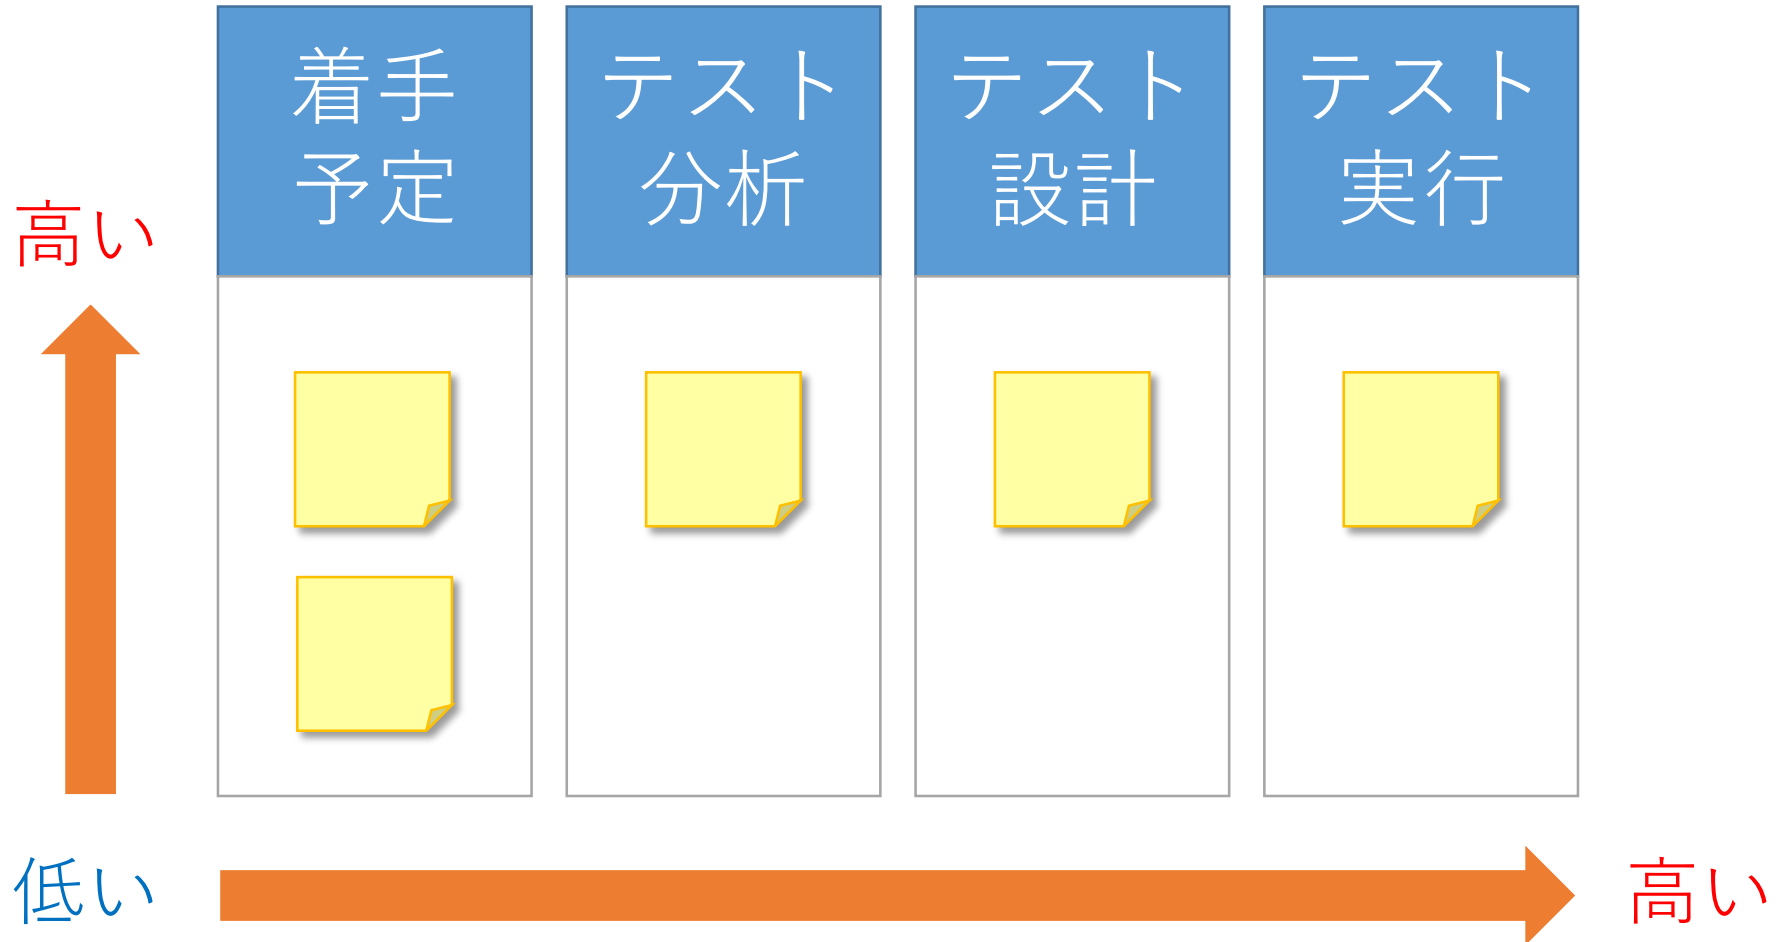 着手
予定
テスト
分析
テスト
設計
テスト
実行
高い
低い
高い